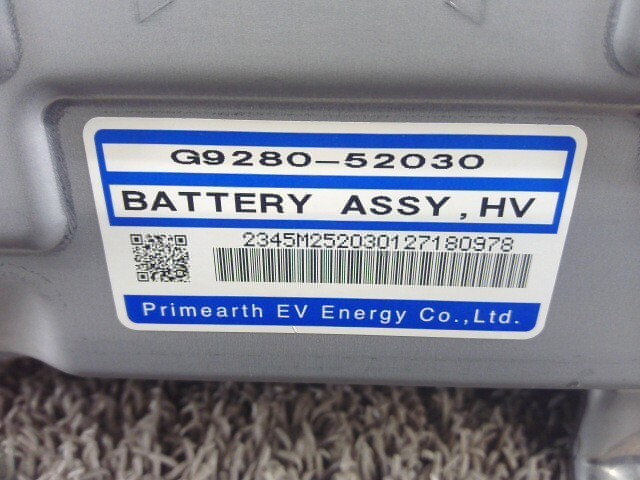 G9280-52030
BATTERY ASSY,HV
2345M252030127180978
Primearth EV Energy Co.,Ltd.